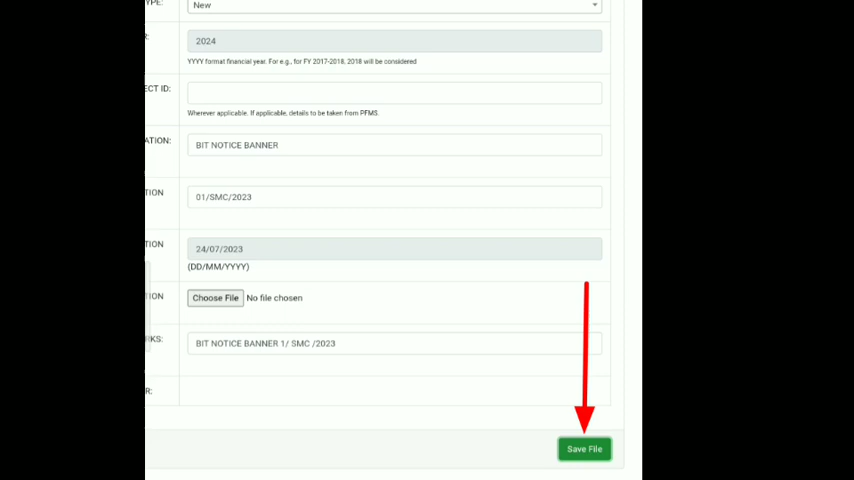 YPE:
New
R:
2024
YYYY format financial year. For e.g., for FY 2017-2018, 2018 will be considered
ECT ID:
Wherever applicable. If applicable, details to be taken from PFMS.
ATION:
BIT NOTICE BANNER
TION
01/SMC/2023
TION
24/07/2023
(DD/MM/YYYY)
TION
Choose File No file chosen
RKS:
BIT NOTICE BANNER 1/ SMC /2023
R:
Save File